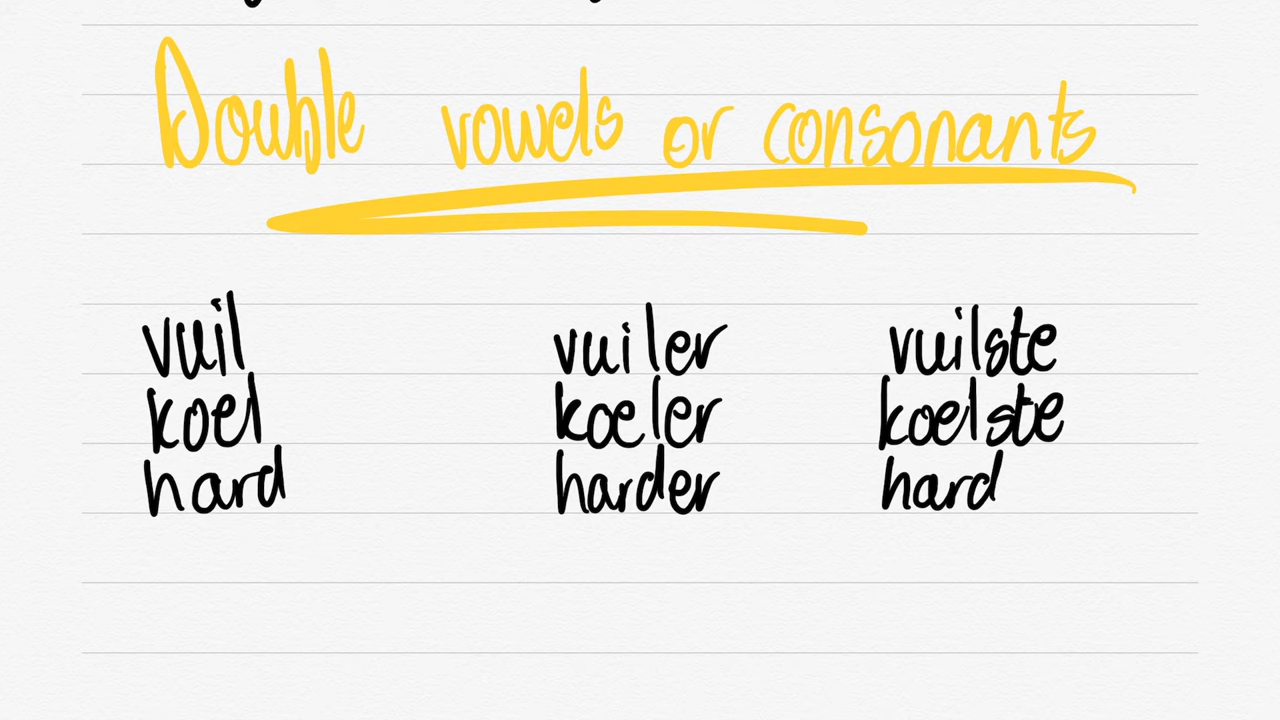 Double vowels or consonants
vuil vuiler vuilste
koel koeler koelste
hard harder hard